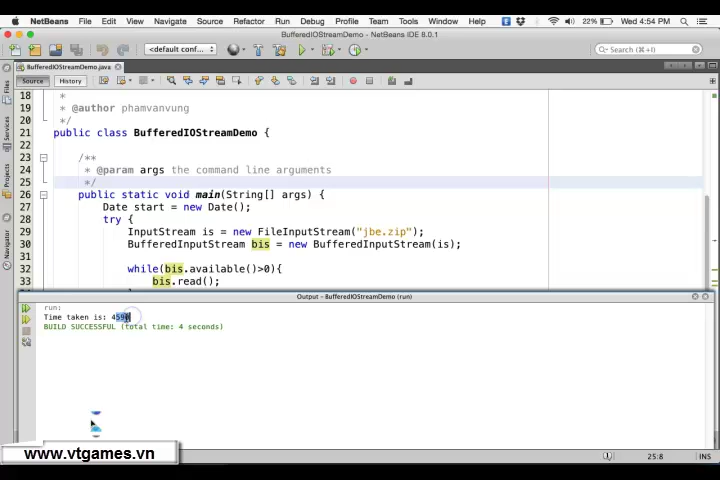 NetBeans File Edit View Navigate Source Refactor Run Debug Profile Team Tools Window Help 22% Wed 4:54 PM
BufferedIOStreamDemo - NetBeans IDE 8.0.1
<default conf... Search (⌘+I)
BufferedIOStreamDemo.java
Source History
Files
Services
Projects
Navigator
18 *
19 * @author phamvanvung
20 */
21 public class BufferedIOStreamDemo {
22
23 /**
24 * @param args the command line arguments
25 */
26 public static void main(String[] args) {
27 Date start = new Date();
28 try {
29 InputStream is = new FileInputStream("jbe.zip");
30 BufferedInputStream bis = new BufferedInputStream(is);
31
32 while(bis.available()>0){
33 bis.read();
Output - BufferedIOStreamDemo (run)
run:
Time taken is:
BUILD SUCCESSFUL (total time: 4 seconds)
www.vtgames.vn
25:8 INS